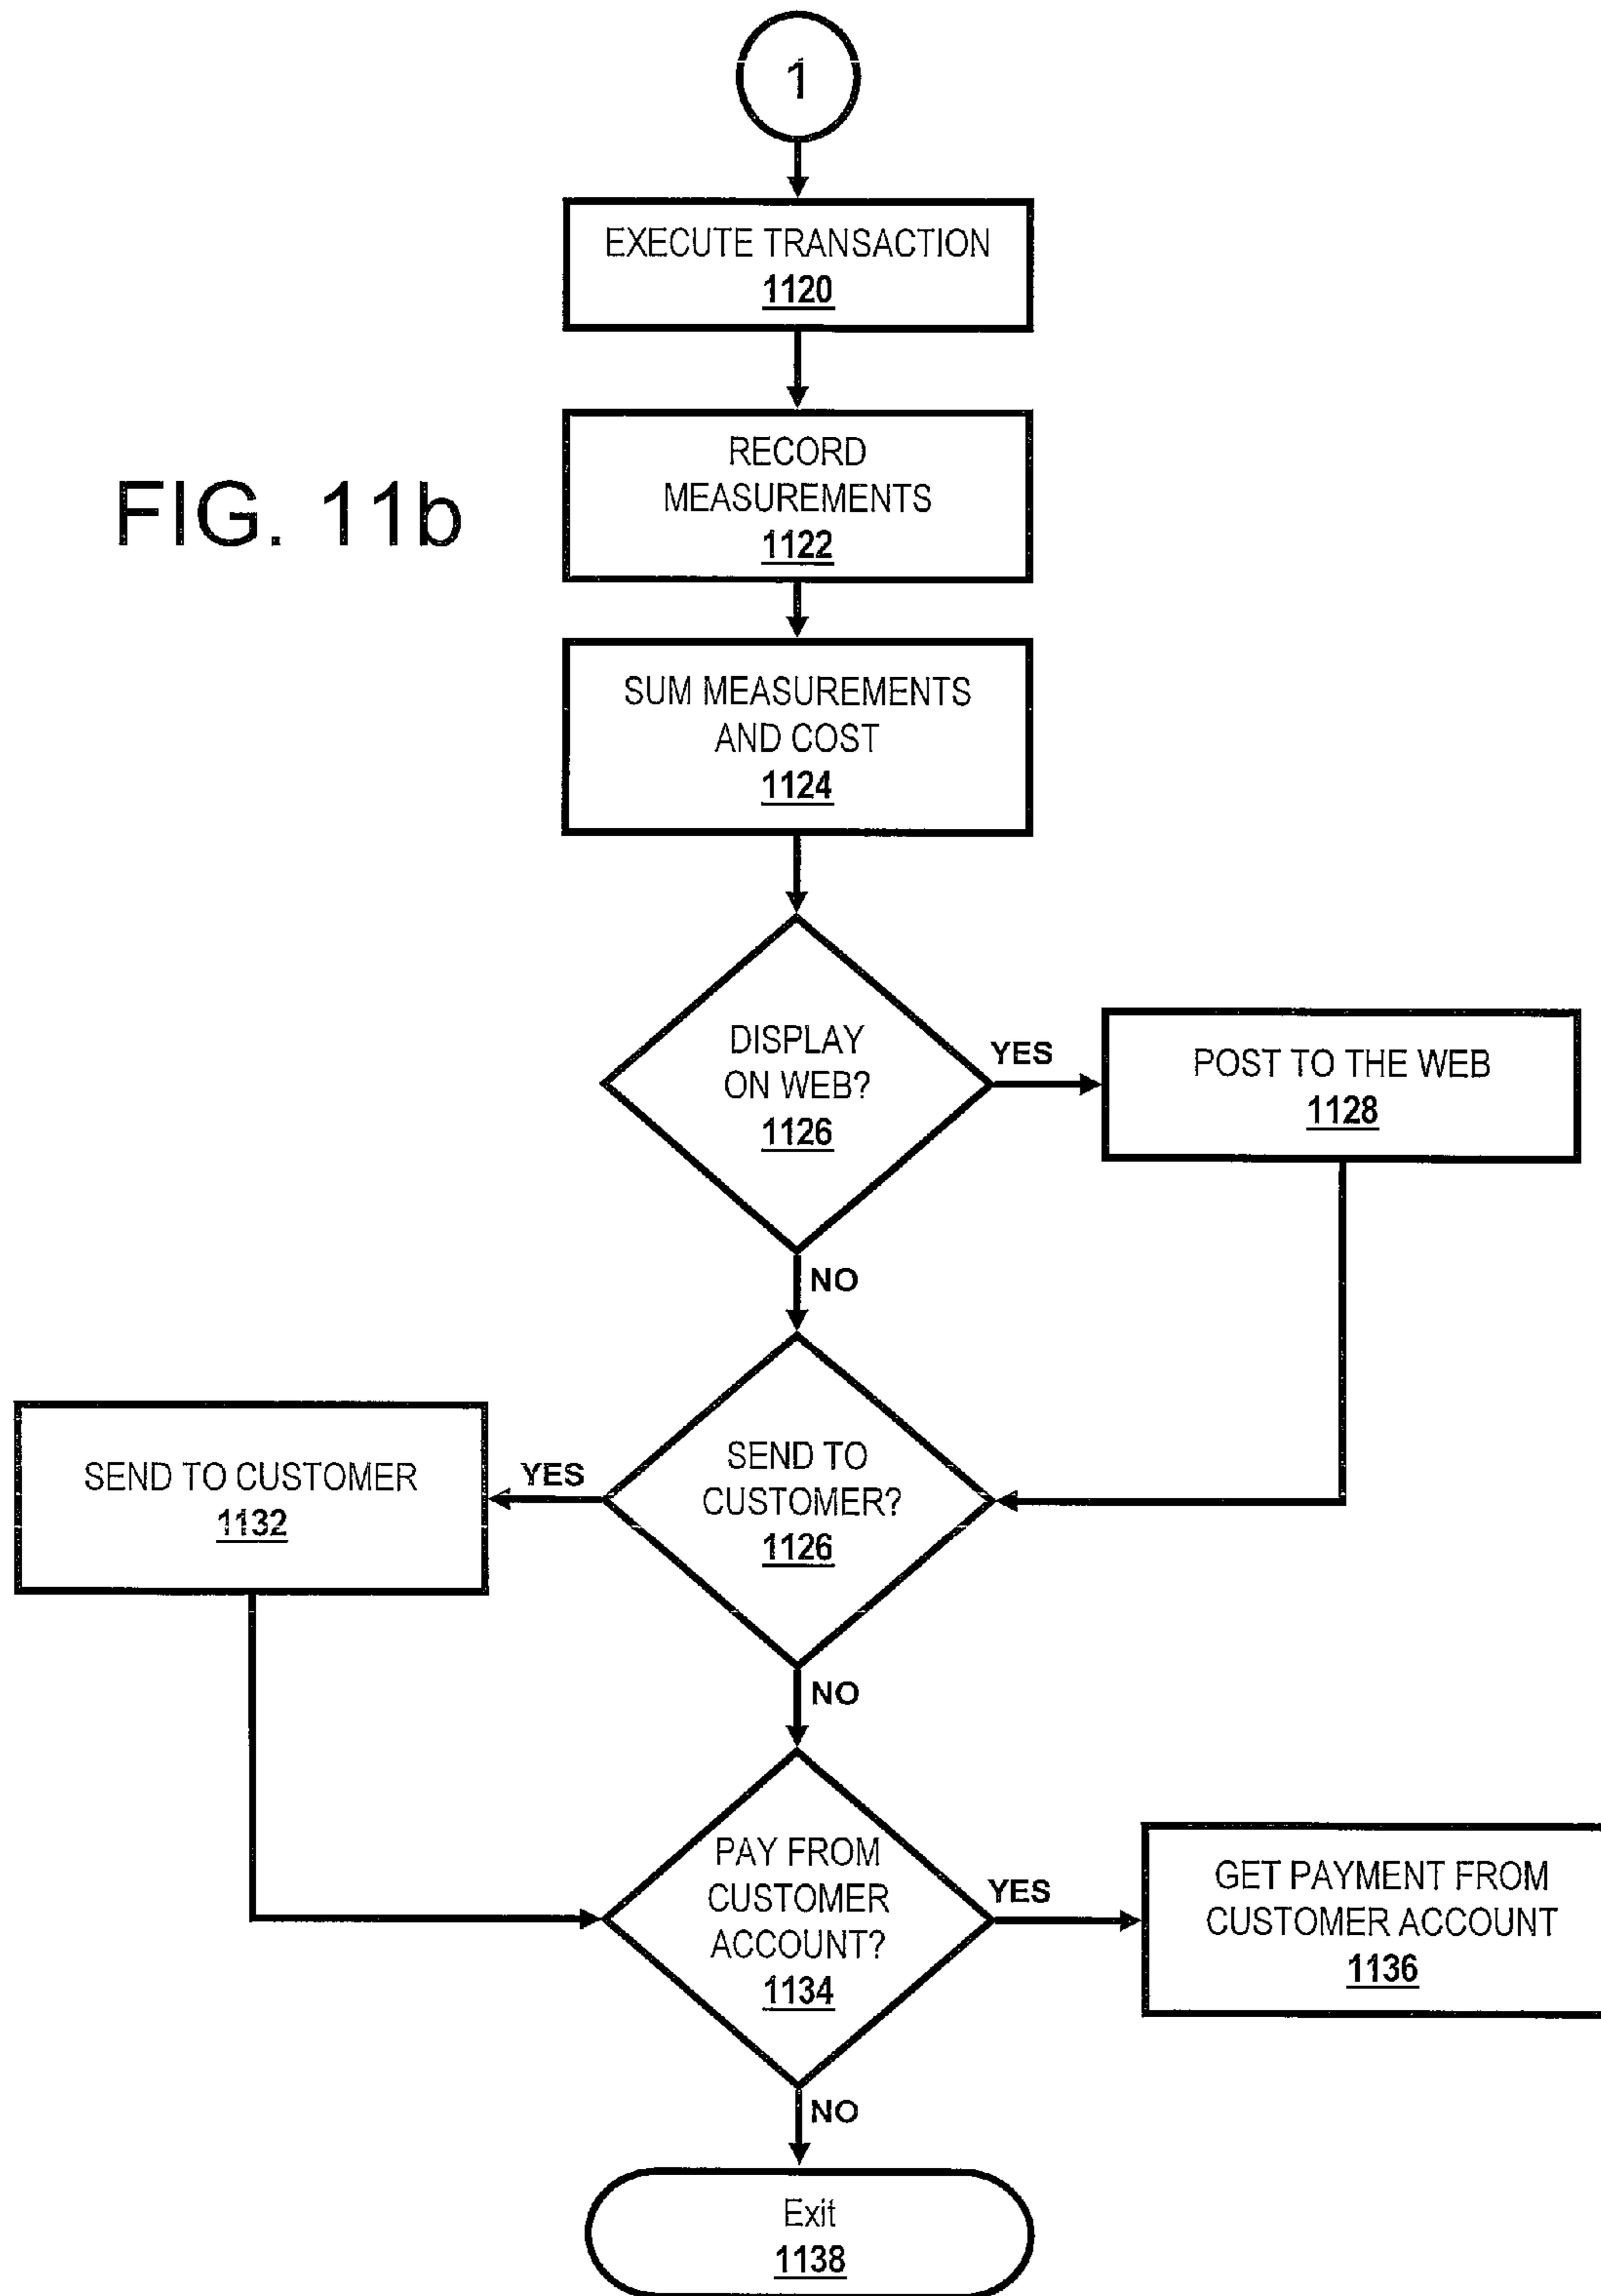 1
EXECUTE TRANSACTION
1120
FIG. 11b
RECORD
MEASUREMENTS
1122
SUM MEASUREMENTS
AND COST
1124
DISPLAY
ON WEB?
1126
YES
POST TO THE WEB
1128
NO
SEND TO CUSTOMER
1132
YES
SEND TO
CUSTOMER?
1126
NO
PAY FROM
CUSTOMER
ACCOUNT?
1134
YES
GET PAYMENT FROM
CUSTOMER ACCOUNT
1136
NO
Exit
1138